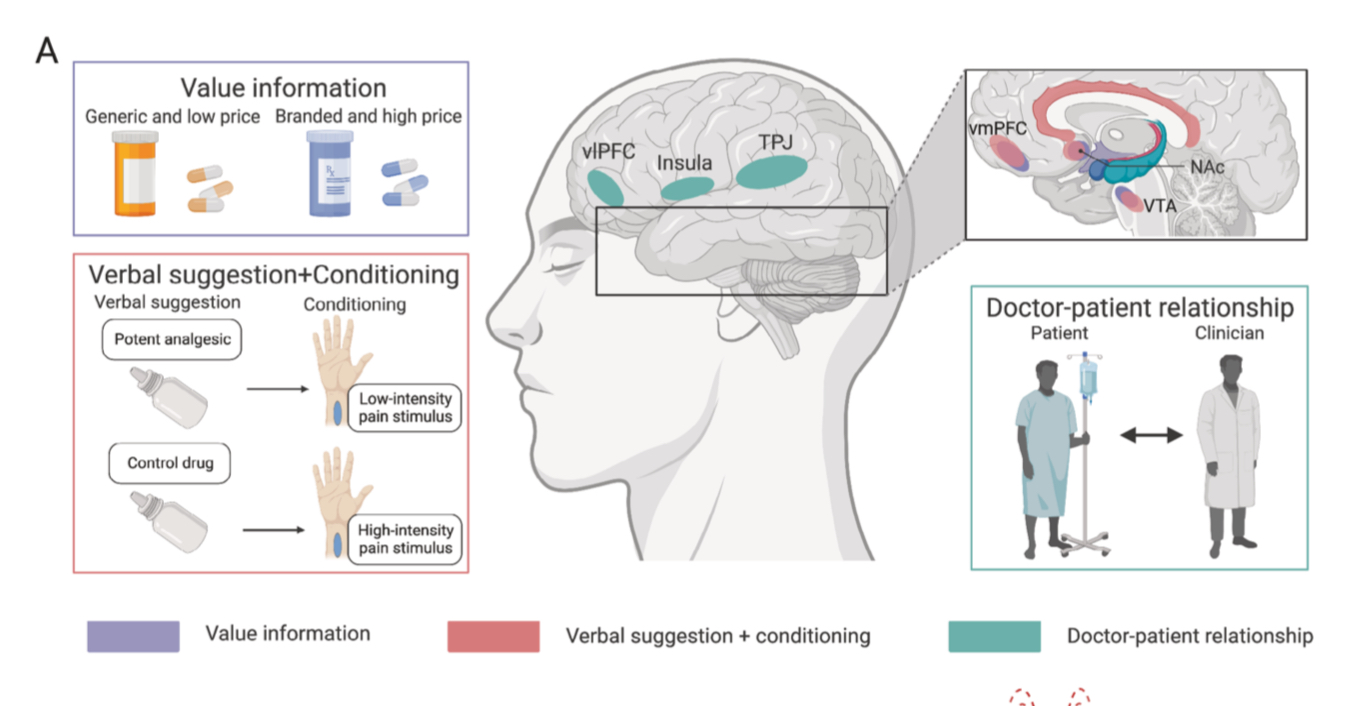 A
Value information
Generic and low price
Branded and high price
Rx
Verbal suggestion+Conditioning
Verbal suggestion
Conditioning
Potent analgesic
Low-intensity
pain stimulus
Control drug
High-intensity
pain stimulus
vlPFC
Insula
TPJ
vmPFC
NAc
VTA
Doctor-patient relationship
Patient
Clinician
Value information
Verbal suggestion + conditioning
Doctor-patient relationship